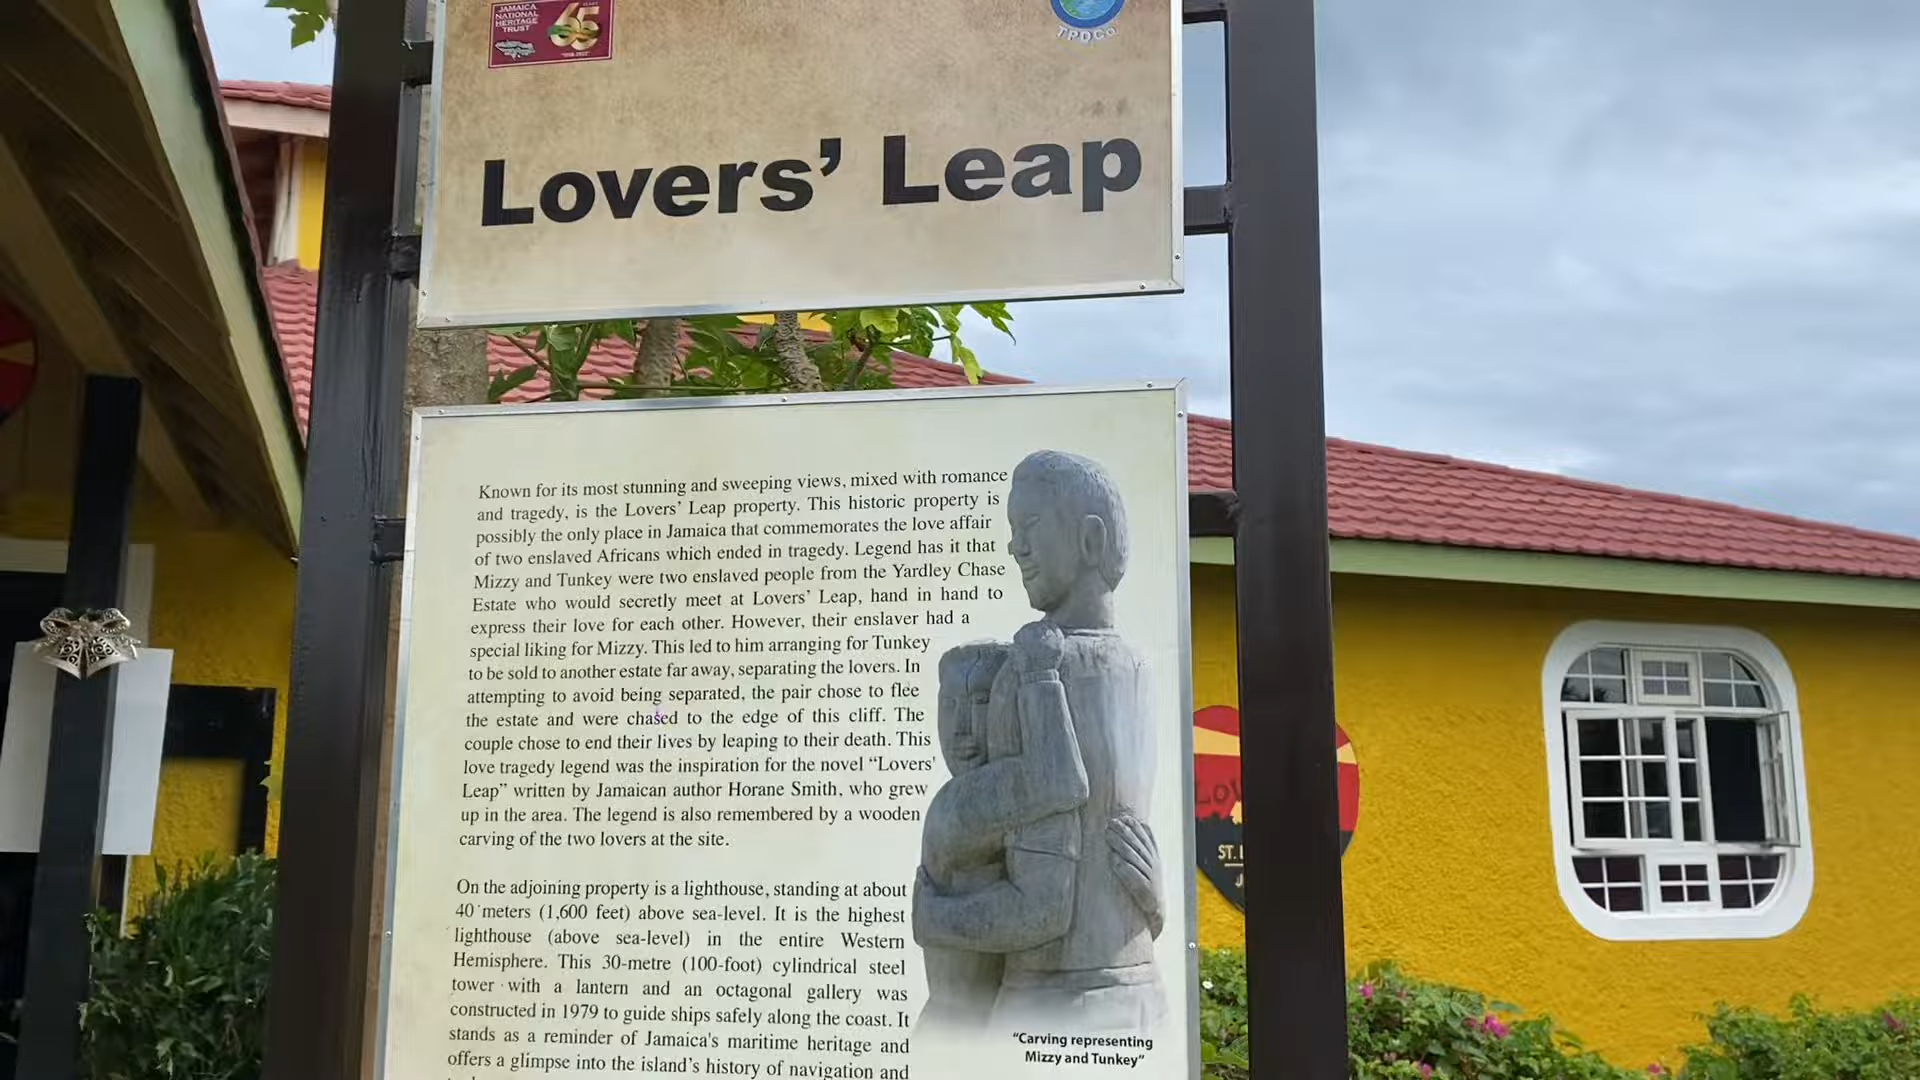 JAMAICA
NATIONAL
HERITAGE
TRUST
65
YEARS
TPDCo
Lovers’ Leap
Known for its most stunning and sweeping views, mixed with romance
and tragedy, is the Lovers’ Leap property. This historic property is
possibly the only place in Jamaica that commemorates the love affair
of two enslaved Africans which ended in tragedy. Legend has it that
Mizzy and Tunkey were two enslaved people from the Yardley Chase
Estate who would secretly meet at Lovers’ Leap, hand in hand to
express their love for each other. However, their enslaver had a
special liking for Mizzy. This led to him arranging for Tunkey
to be sold to another estate far away, separating the lovers. In
attempting to avoid being separated, the pair chose to flee
the estate and were chased to the edge of this cliff. The
couple chose to end their lives by leaping to their death. This
love tragedy legend was the inspiration for the novel “Lovers'
Leap” written by Jamaican author Horane Smith, who grew
up in the area. The legend is also remembered by a wooden
carving of the two lovers at the site.
On the adjoining property is a lighthouse, standing at about
40 meters (1,600 feet) above sea-level. It is the highest
lighthouse (above sea-level) in the entire Western
Hemisphere. This 30-metre (100-foot) cylindrical steel
tower with a lantern and an octagonal gallery was
constructed in 1979 to guide ships safely along the coast. It
stands as a reminder of Jamaica's maritime heritage and
offers a glimpse into the island’s history of navigation and
“Carving representing
Mizzy and Tunkey”
ST.